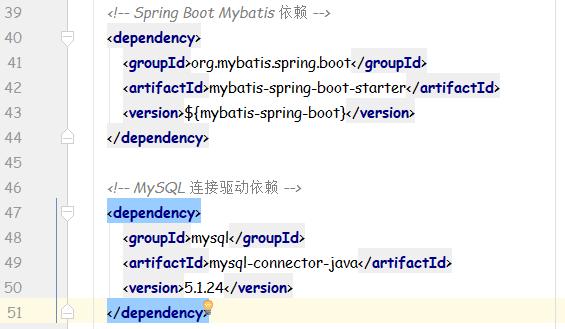 39 <!-- Spring Boot Mybatis 依赖 -->
40 <dependency>
41 <groupId>org.mybatis.spring.boot</groupId>
42 <artifactId>mybatis-spring-boot-starter</artifactId>
43 <version>${mybatis-spring-boot}</version>
44 </dependency>
45
46 <!-- MySQL 连接驱动依赖 -->
47 <dependency>
48 <groupId>mysql</groupId>
49 <artifactId>mysql-connector-java</artifactId>
50 <version>5.1.24</version>
51 </dependency>